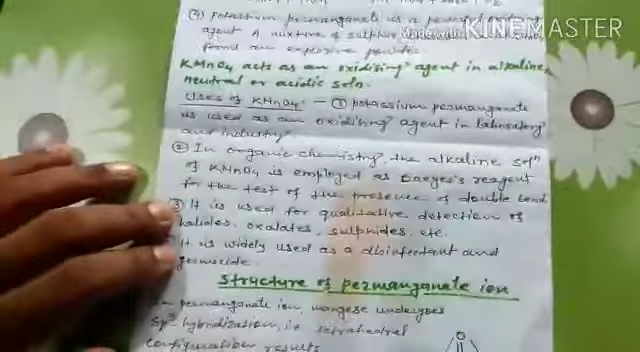 (9) Potassium permanganate is a
KINEMASTER
agent A mixture of sulphur
forms an explosive powder.
KMnO4 acts as an oxidising agent in alkaline,
neutral or acidic soln.
Uses of KMnO4 :- ① potassium permanganate
is used as an oxidising agent in laboratory
and industry
② In organic chemistry, the alkaline soln
of KMnO4 is employed as Baeyer's reagent
for the test of the presence of double bond
③ It is used for qualitative detection of
halides, oxalates, sulphides, etc.
It is widely used as a disinfectant and
germicide.
Structure of permanganate ion
permanganate ion, mangese undergoes
Sp3 hybridization, i.e tetrahedral
configuration results
O